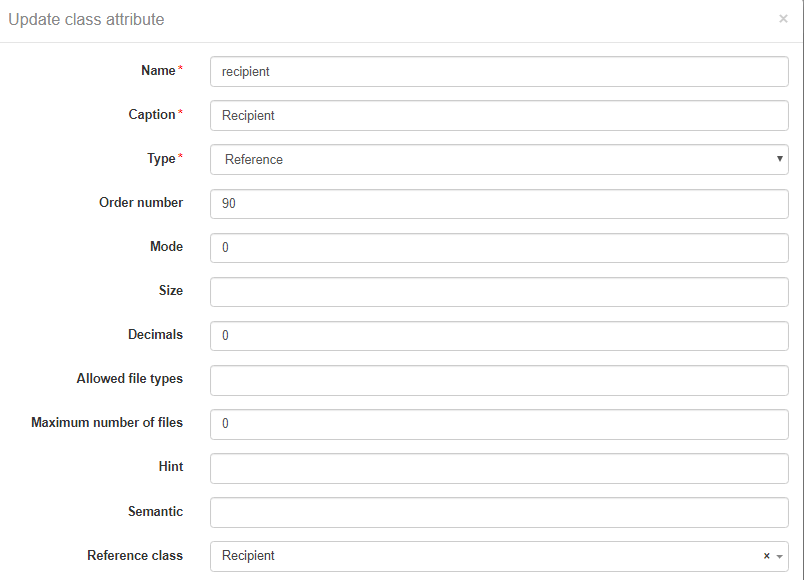 Update class attribute ×
Name * recipient
Caption * Recipient
Type * Reference
Order number 90
Mode 0
Size
Decimals 0
Allowed file types
Maximum number of files 0
Hint
Semantic
Reference class Recipient ×